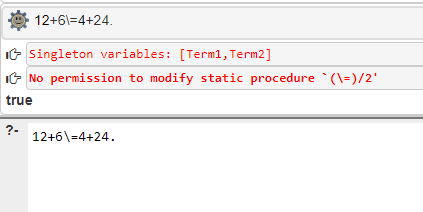 12+6\=4+24.
Singleton variables: [Term1,Term2]
No permission to modify static procedure `(\=)/2'
true
?- 12+6\=4+24.